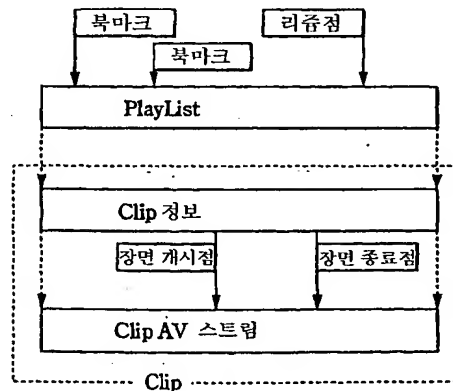 북마크
리쥼점
북마크
PlayList
Clip 정보
장면 개시점
장면 종료점
Clip AV 스트림
Clip